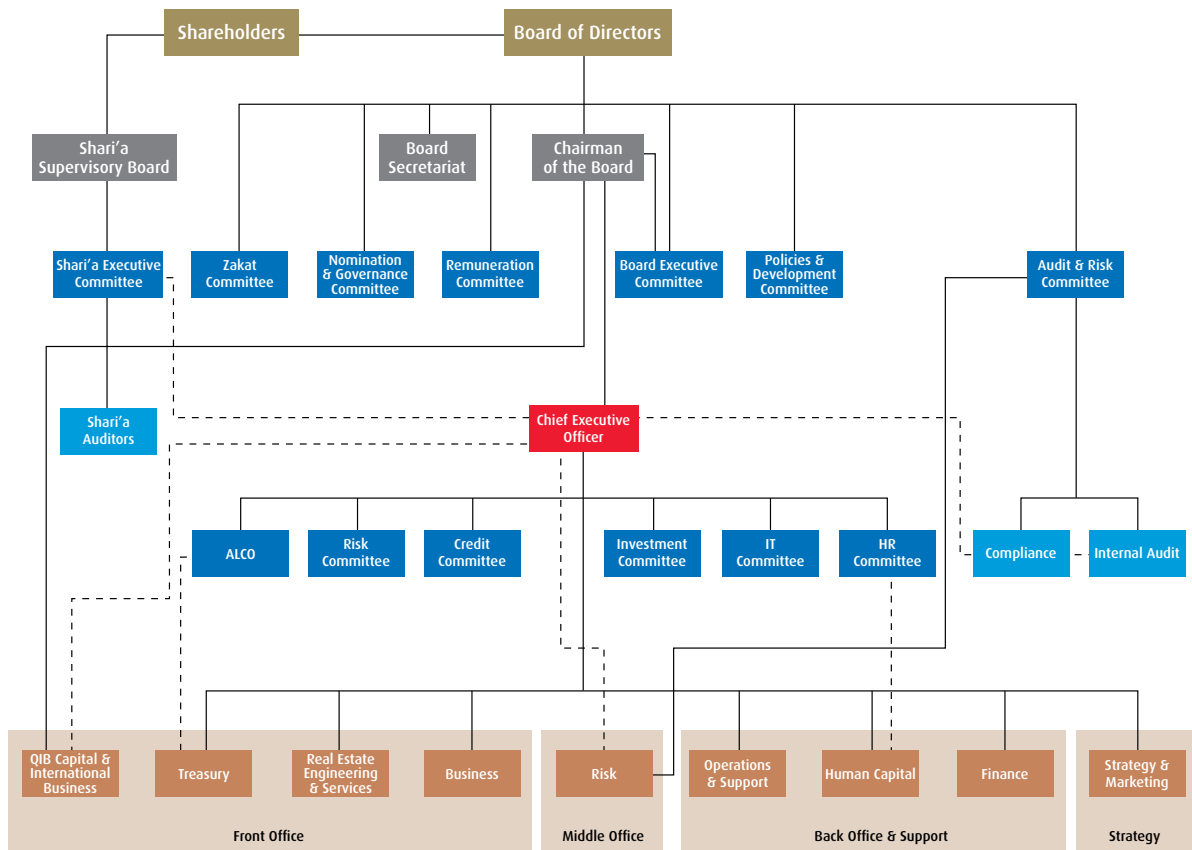 Shareholders
Board of Directors
Shari'a
Supervisory Board
Board
Secretariat
Chairman
of the Board
Shari'a Executive
Committee
Zakat
Committee
Nomination
& Governance
Committee
Remuneration
Committee
Board Executive
Committee
Policies &
Development
Committee
Audit & Risk
Committee
Shari'a
Auditors
Chief Executive
Officer
ALCO
Risk
Committee
Credit
Committee
Investment
Committee
IT
Committee
HR
Committee
Compliance
Internal Audit
QIB Capital &
International
Business
Treasury
Real Estate
Engineering
& Services
Business
Risk
Operations
& Support
Human Capital
Finance
Strategy &
Marketing
Front Office
Middle Office
Back Office & Support
Strategy